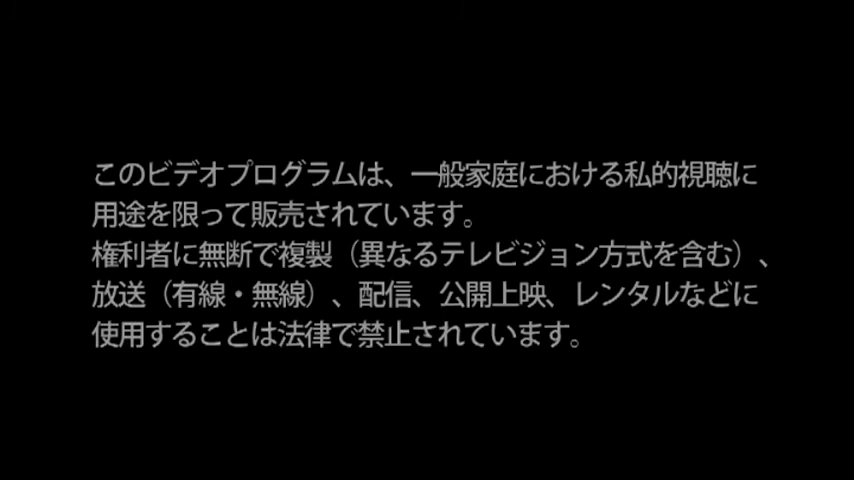 このビデオプログラムは、一般家庭における私的視聴に
用途を限って販売されています。
権利者に無断で複製（異なるテレビジョン方式を含む）、
放送（有線・無線）、配信、公開上映、レンタルなどに
使用することは法律で禁止されています。